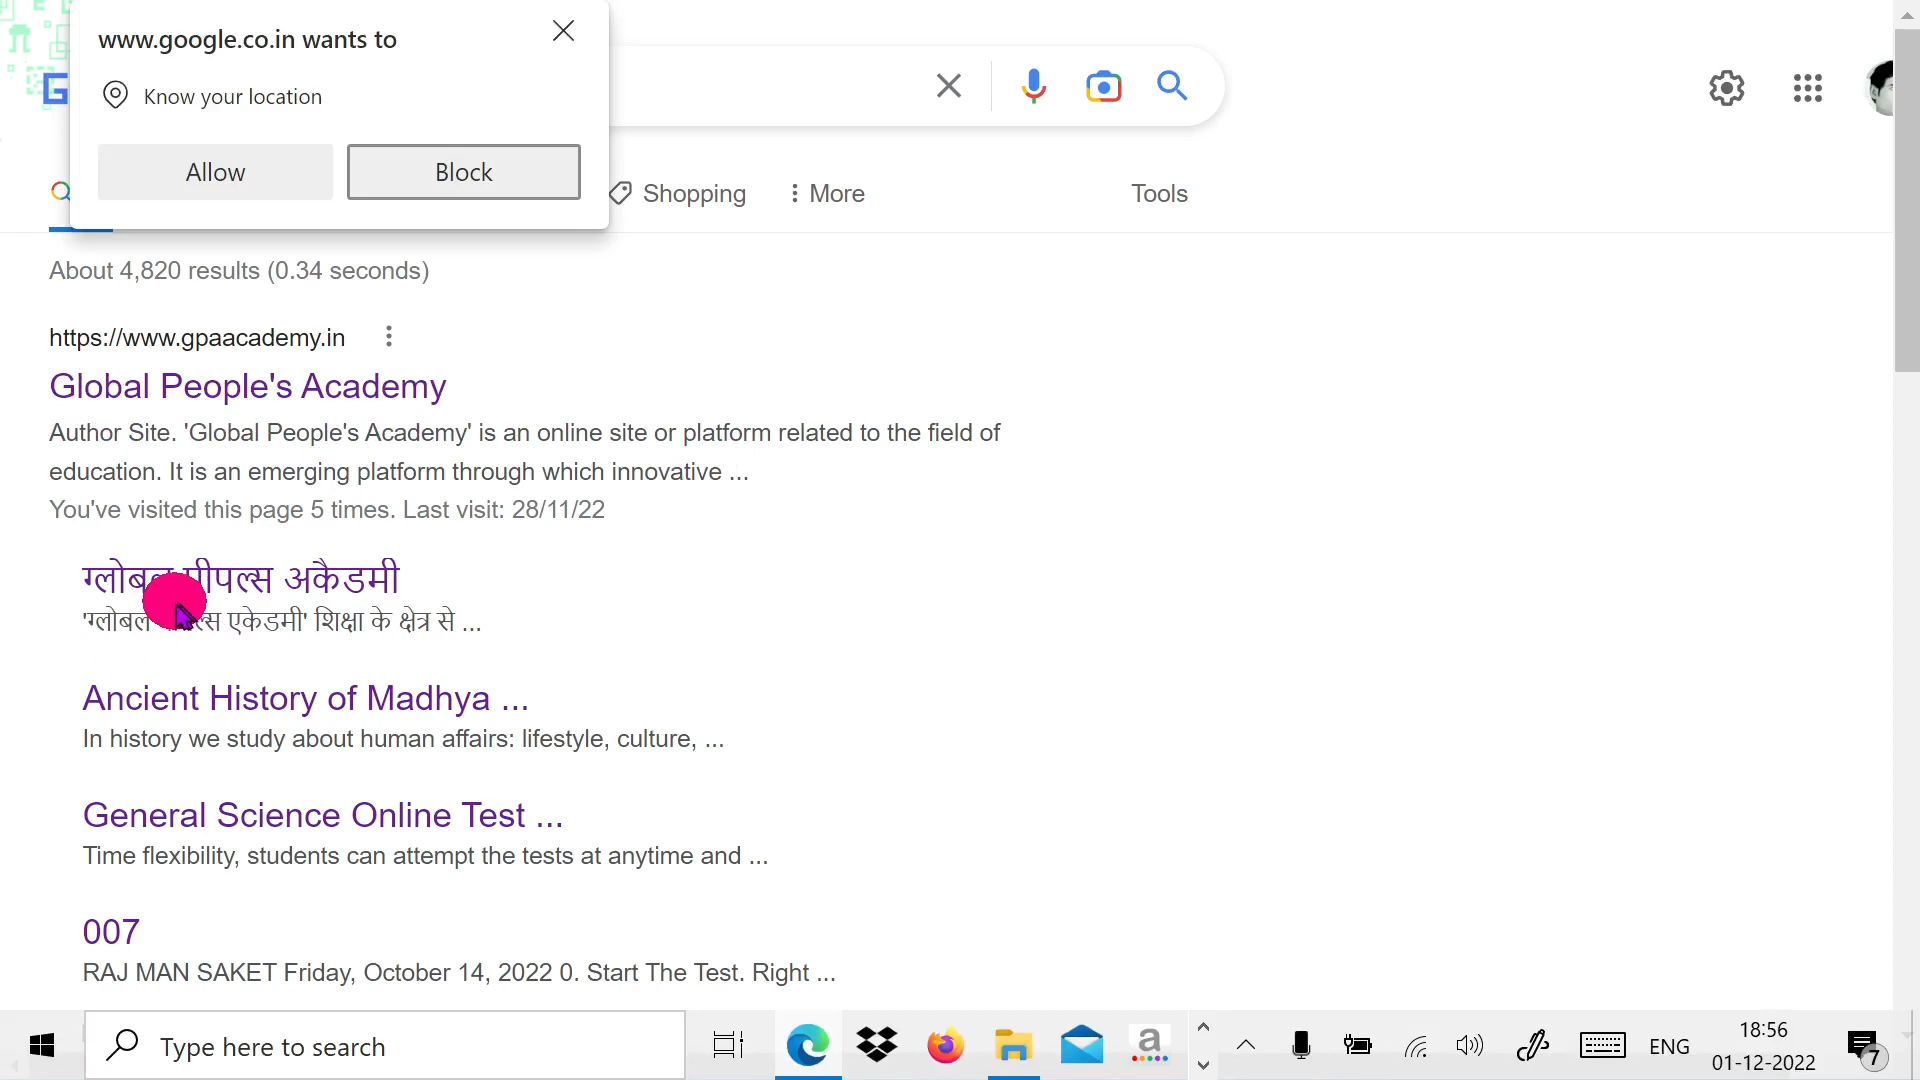 www.google.co.in wants to
Know your location
Allow
Block
Shopping
More
Tools
About 4,820 results (0.34 seconds)
https://www.gpaacademy.in
Global People's Academy
Author Site. 'Global People's Academy' is an online site or platform related to the field of
education. It is an emerging platform through which innovative ...
You've visited this page 5 times. Last visit: 28/11/22
पीपल्स अकैडमी
एकेडमी' शिक्षा के क्षेत्र से ...
Ancient History of Madhya ...
In history we study about human affairs: lifestyle, culture, ...
General Science Online Test ...
Time flexibility, students can attempt the tests at anytime and ...
007
RAJ MAN SAKET Friday, October 14, 2022 0. Start The Test. Right ...
Type here to search
a
ENG
18:56
01-12-2022
7